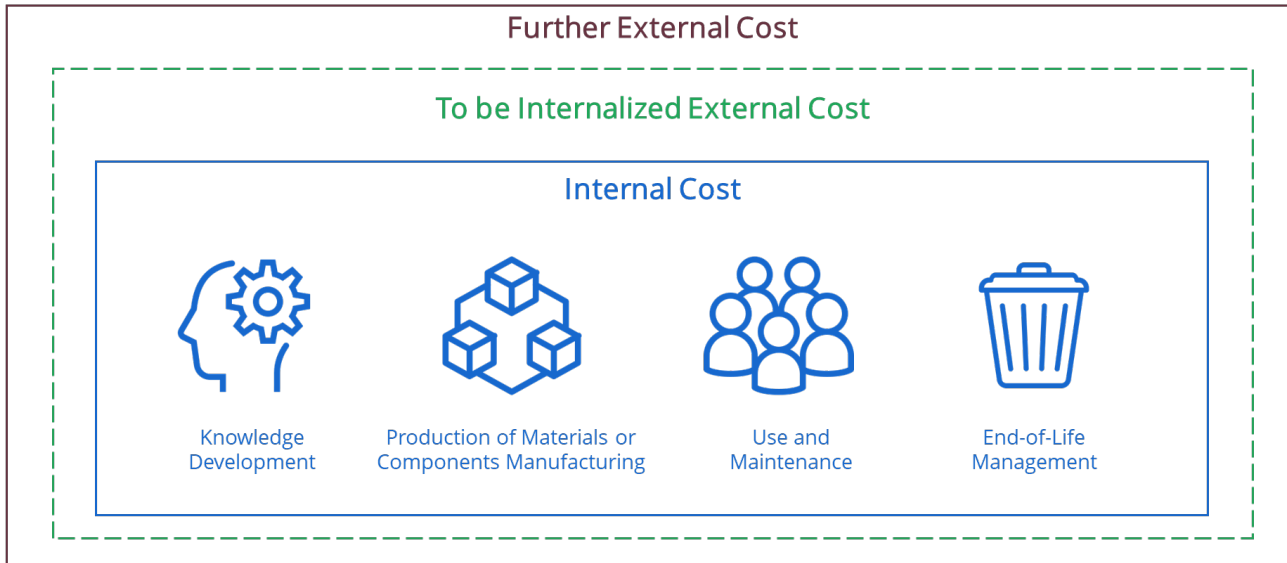 Further External Cost
To be Internalized External Cost
Internal Cost
Knowledge
Development
Production of Materials or
Components Manufacturing
Use and
Maintenance
End-of-Life
Management